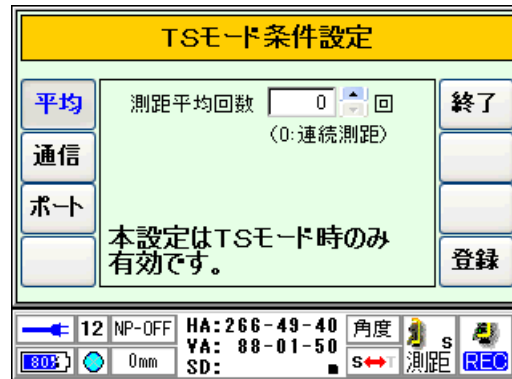 TSモード条件設定
平均
測距平均回数 0 回
終了
(0:連続測距)
通信
ポート
本設定はTSモード時のみ
有効です。
登録
12 NP-OFF HA:266-49-40 角度 S
VA: 88-01-50
80% 0mm SD: S↔T 測距 REC